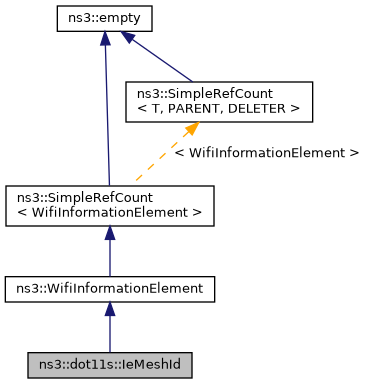 ns3::empty
ns3::SimpleRefCount
< T, PARENT, DELETER >
< WifiInformationElement >
ns3::SimpleRefCount
< WifiInformationElement >
ns3::WifiInformationElement
ns3::dot11s::IeMeshId